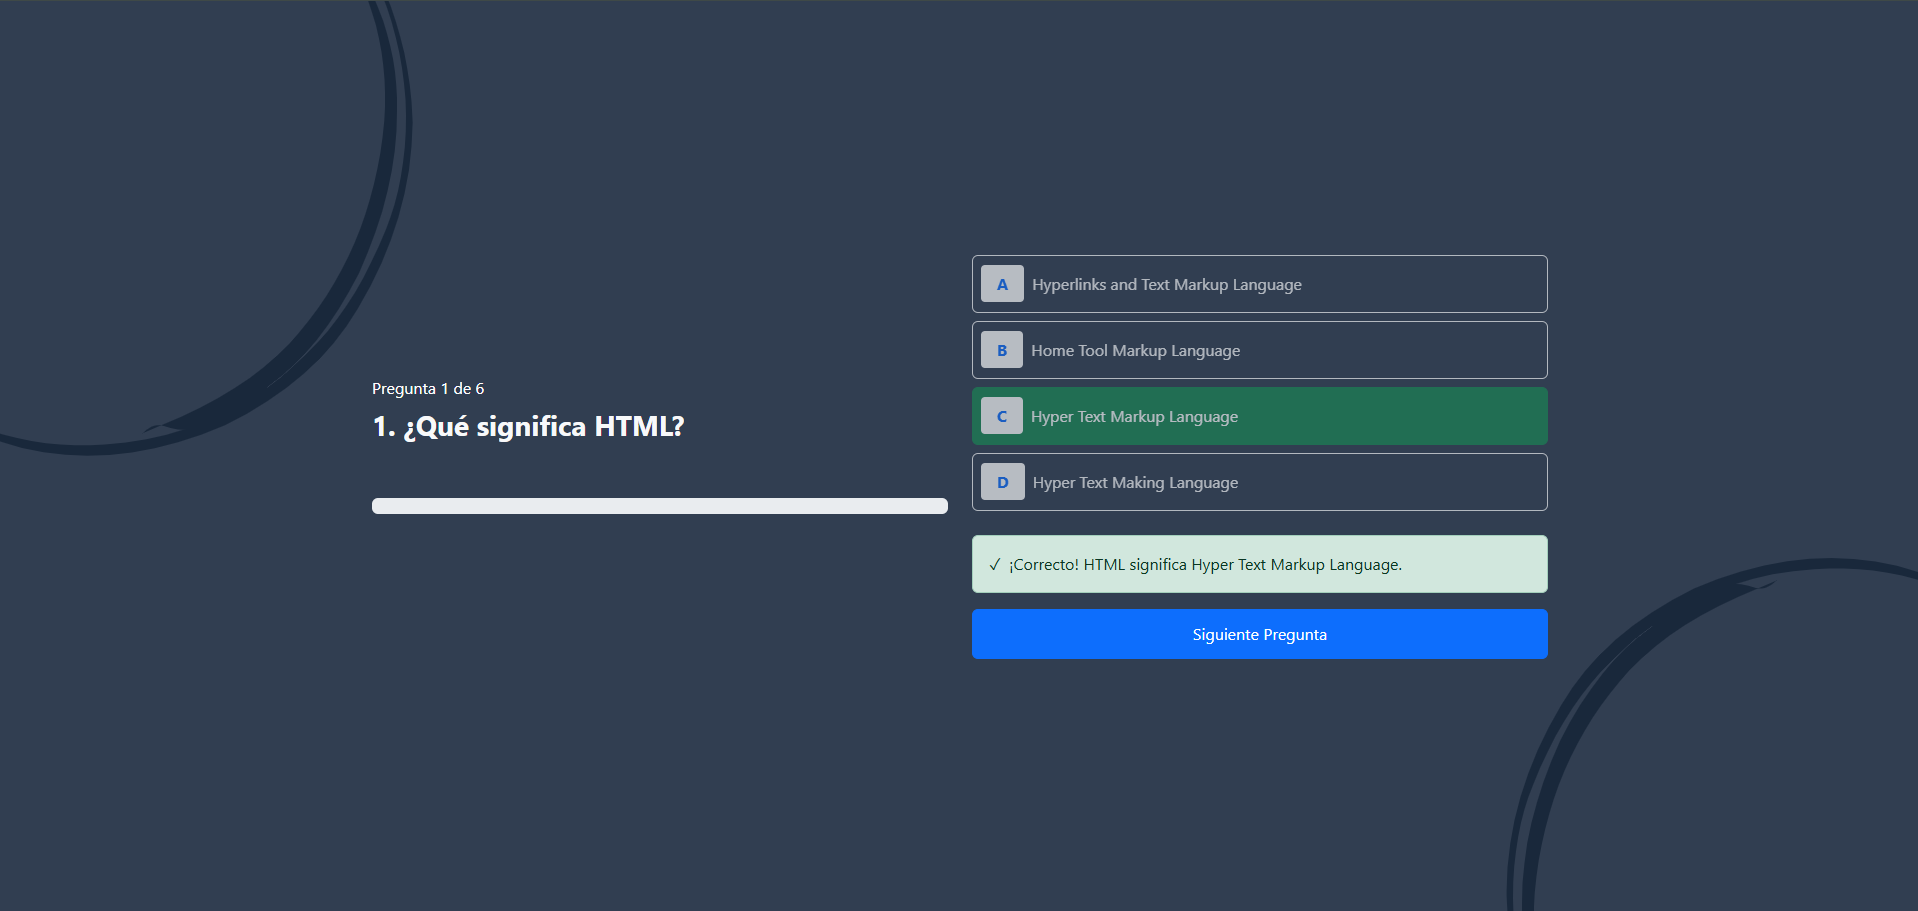 Pregunta 1 de 6
1. ¿Qué significa HTML?
A Hyperlinks and Text Markup Language
B Home Tool Markup Language
C Hyper Text Markup Language
D Hyper Text Making Language
✓ ¡Correcto! HTML significa Hyper Text Markup Language.
Siguiente Pregunta